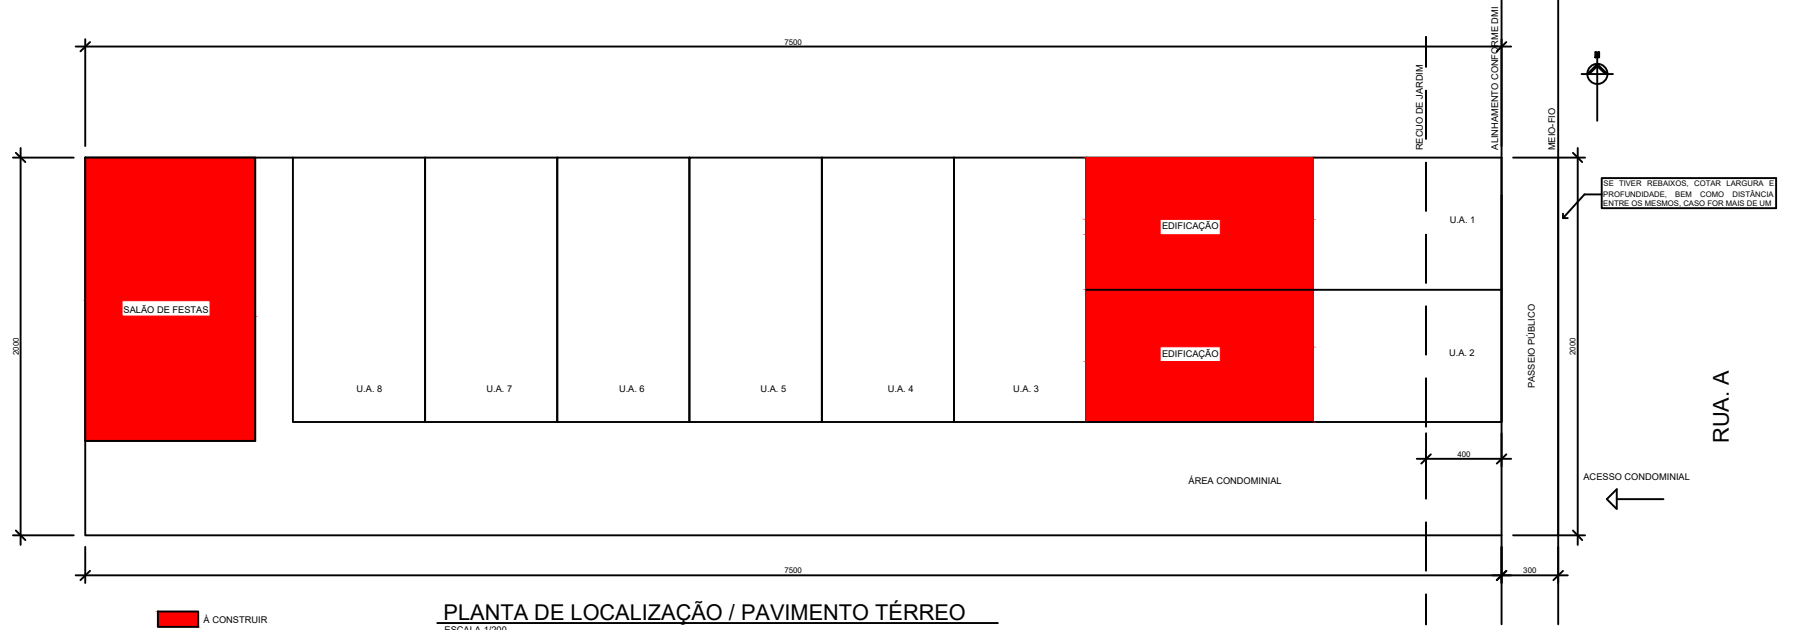 7500
RECUO DE JARDIM
ALINHAMENTO CONFORME DMI
MEIO-FIO
N
SE TIVER REBAIXOS, COTAR LARGURA E
PROFUNDIDADE, BEM COMO DISTÂNCIA
ENTRE OS MESMOS, CASO FOR MAIS DE UM
EDIFICAÇÃO
U.A. 1
SALÃO DE FESTAS
2000
EDIFICAÇÃO
U.A. 2
PASSEIO PÚBLICO
2000
U.A. 8
U.A. 7
U.A. 6
U.A. 5
U.A. 4
U.A. 3
RUA. A
400
ÁREA CONDOMINIAL
ACESSO CONDOMINIAL
7500
300
À CONSTRUIR
PLANTA DE LOCALIZAÇÃO / PAVIMENTO TÉRREO
ESCALA 1/200